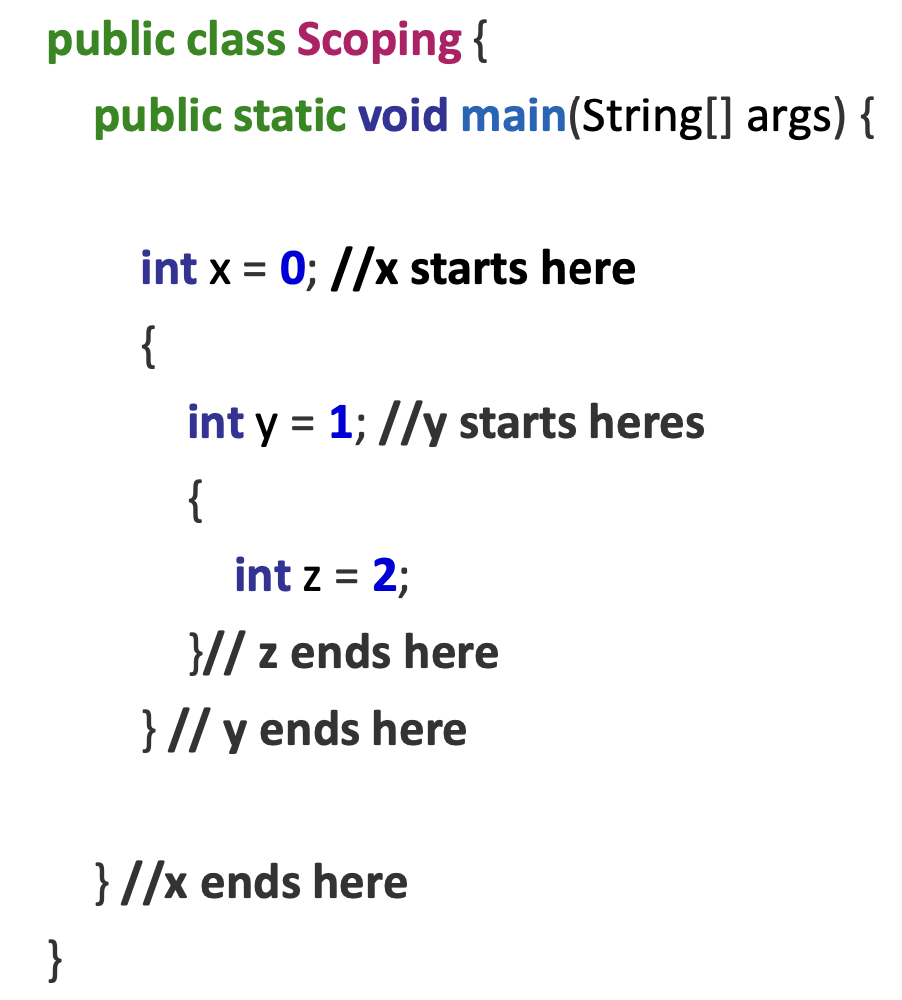 public class Scoping {
public static void main(String[] args) {
int x = 0; //x starts here
{
int y = 1; //y starts heres
{
int z = 2;
}// z ends here
} // y ends here
} //x ends here
}